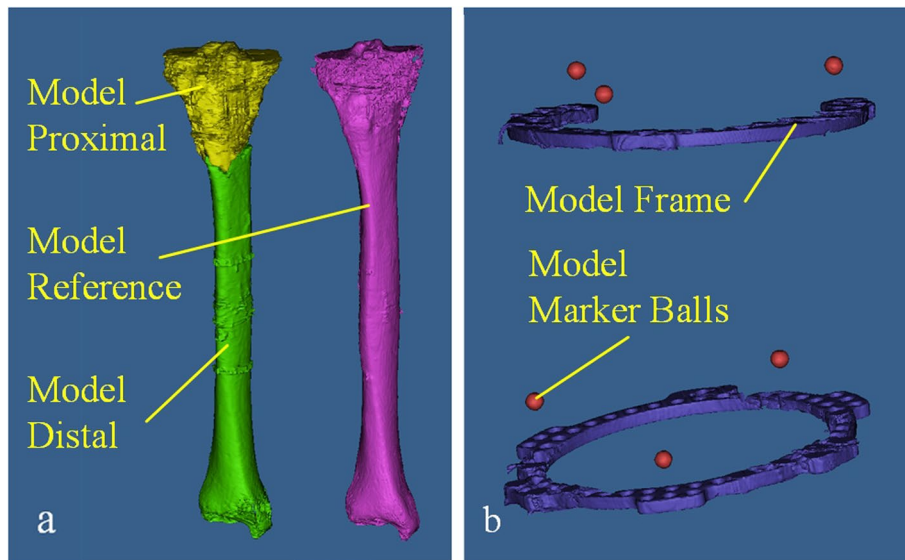 Model
Proximal
Model
Reference
Model
Distal
a
Model Frame
Model
Marker Balls
b